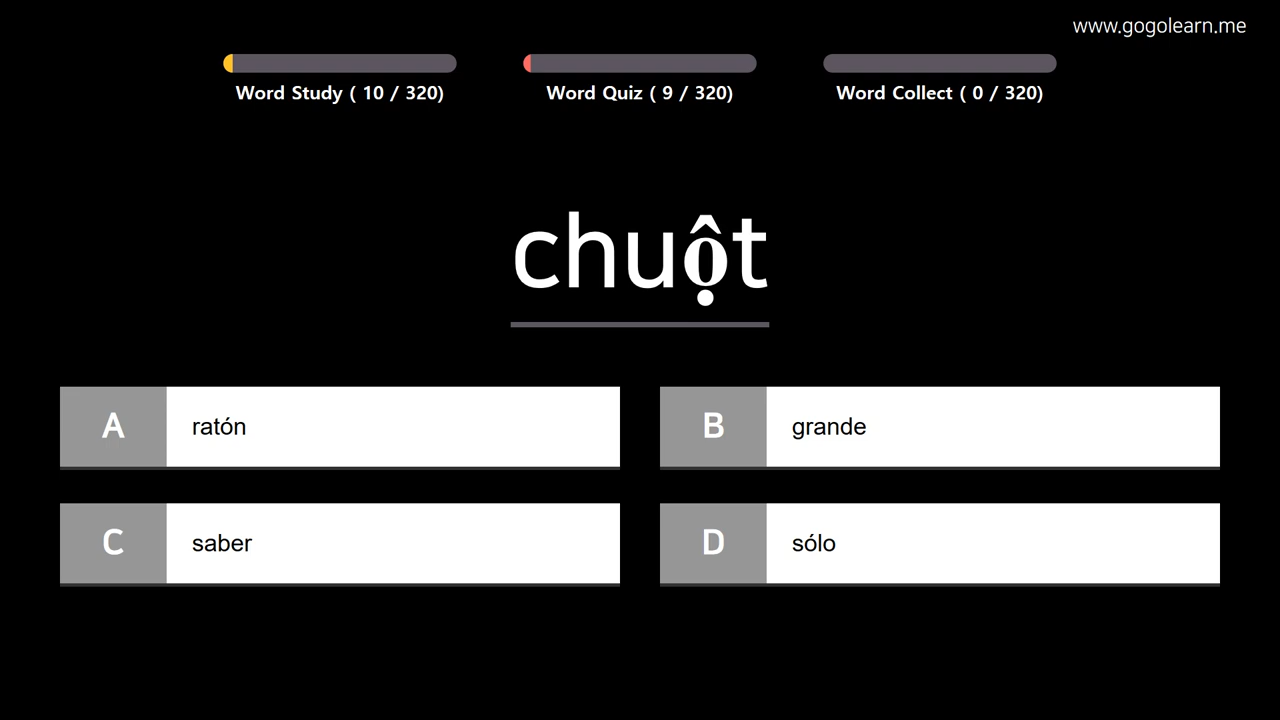 www.gogolearn.me
Word Study ( 10 / 320)
Word Quiz ( 9 / 320)
Word Collect ( 0 / 320)
chuột
A ratón
B grande
C saber
D sólo